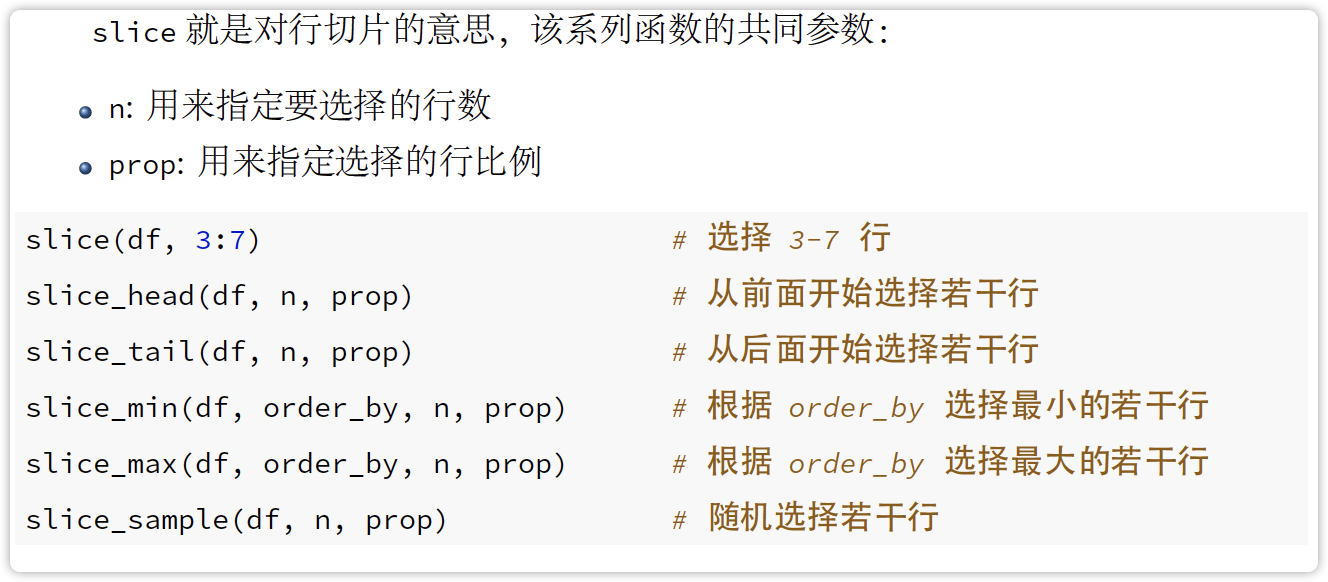 slice 就是对行切片的意思，该系列函数的共同参数：
n: 用来指定要选择的行数
prop: 用来指定选择的行比例
slice(df, 3:7) # 选择 3-7 行
slice_head(df, n, prop) # 从前面开始选择若干行
slice_tail(df, n, prop) # 从后面开始选择若干行
slice_min(df, order_by, n, prop) # 根据 order_by 选择最小的若干行
slice_max(df, order_by, n, prop) # 根据 order_by 选择最大的若干行
slice_sample(df, n, prop) # 随机选择若干行